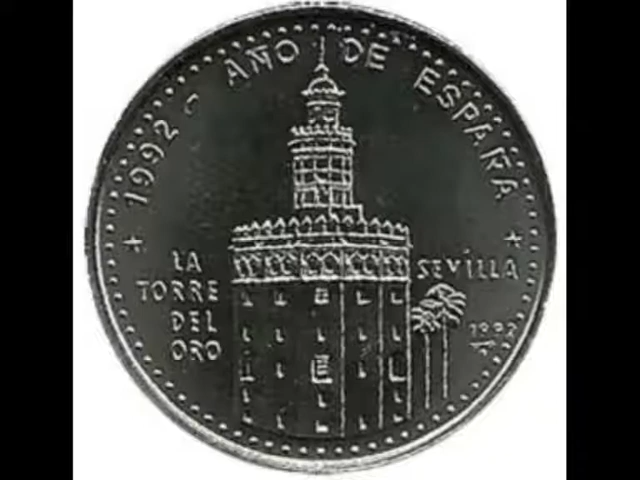 1992 - AÑO DE ESPAÑA
LA
TORRE
DEL
ORO
SEVILLA
1992